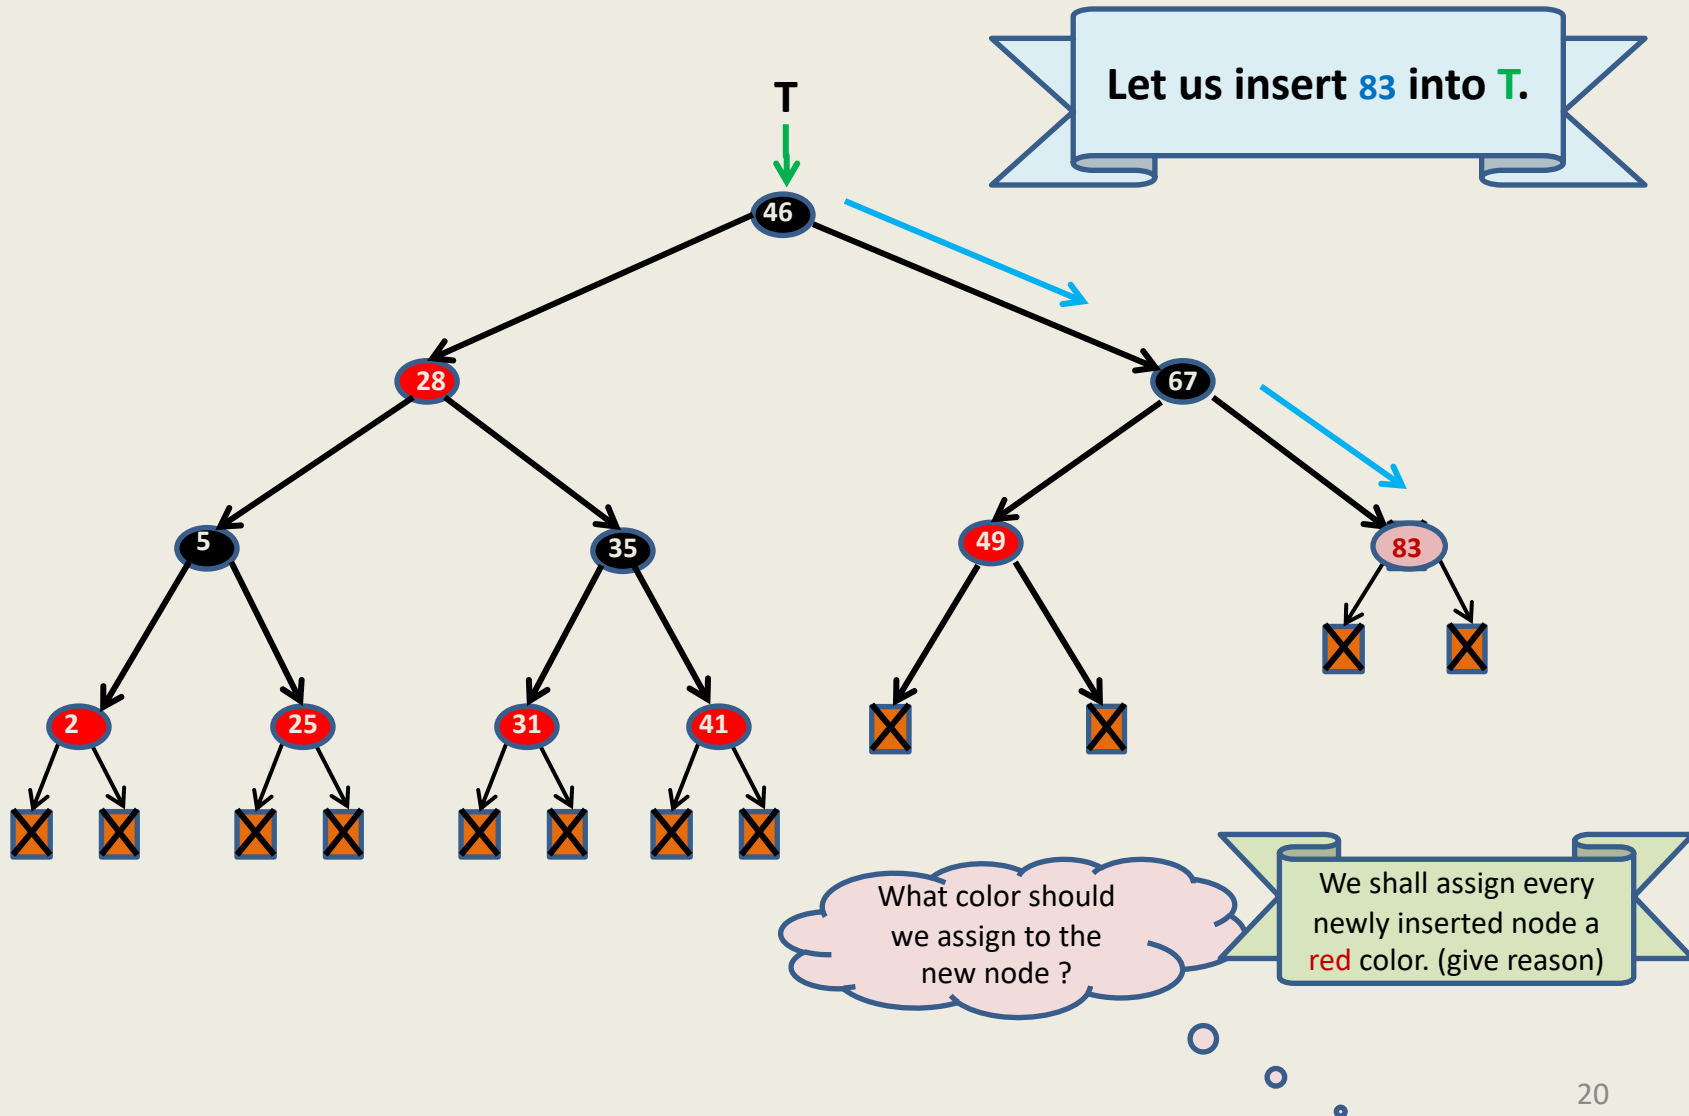 Let us insert 83 into T.
T
46
28
67
5
35
49
83
2
25
31
41
What color should
we assign to the
new node ?
We shall assign every
newly inserted node a
red color. (give reason)
20